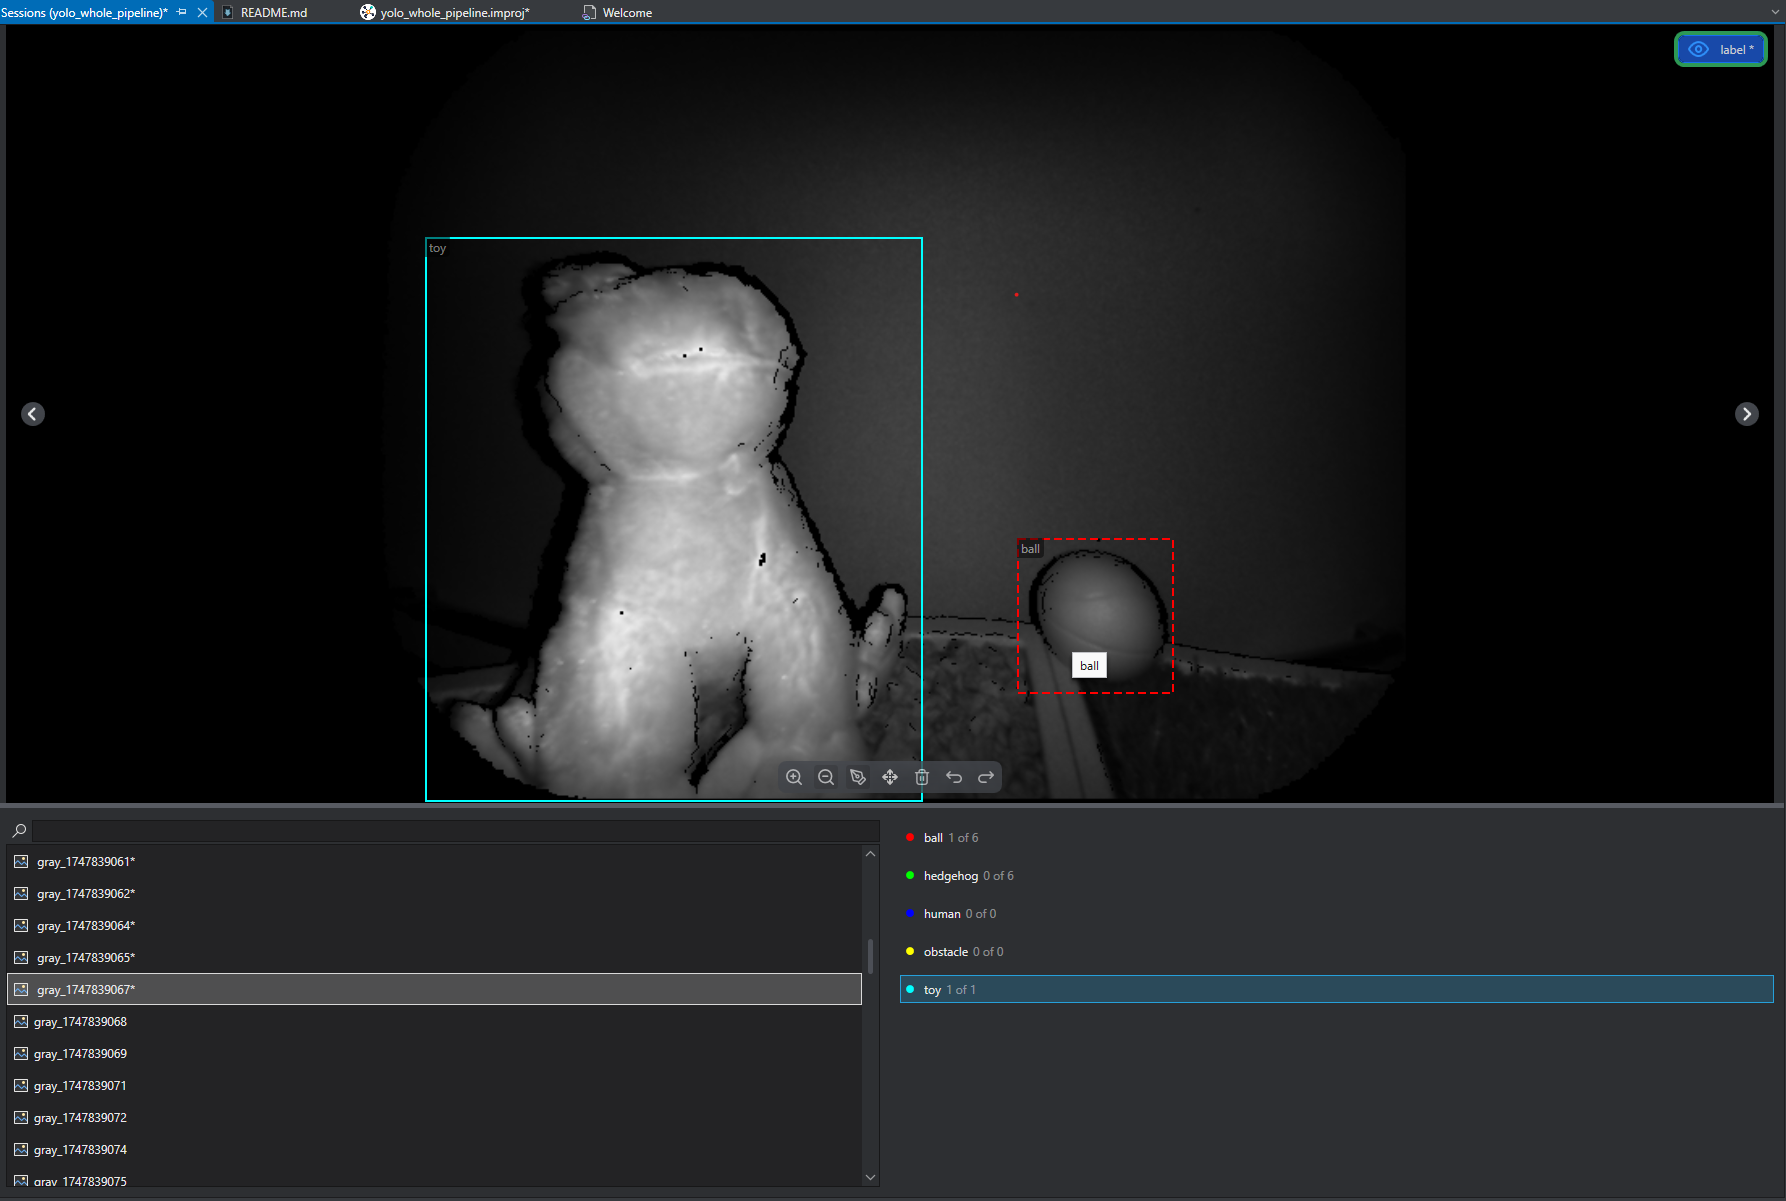 Sessions (yolo_whole_pipeline)*
README.md
yolo_whole_pipeline.improj*
Welcome
label *
toy
ball
ball
gray_1747839061*
gray_1747839062*
gray_1747839064*
gray_1747839065*
gray_1747839067*
gray_1747839068
gray_1747839069
gray_1747839071
gray_1747839072
gray_1747839074
gray_1747839075
ball 1 of 6
hedgehog 0 of 6
human 0 of 0
obstacle 0 of 0
toy 1 of 1